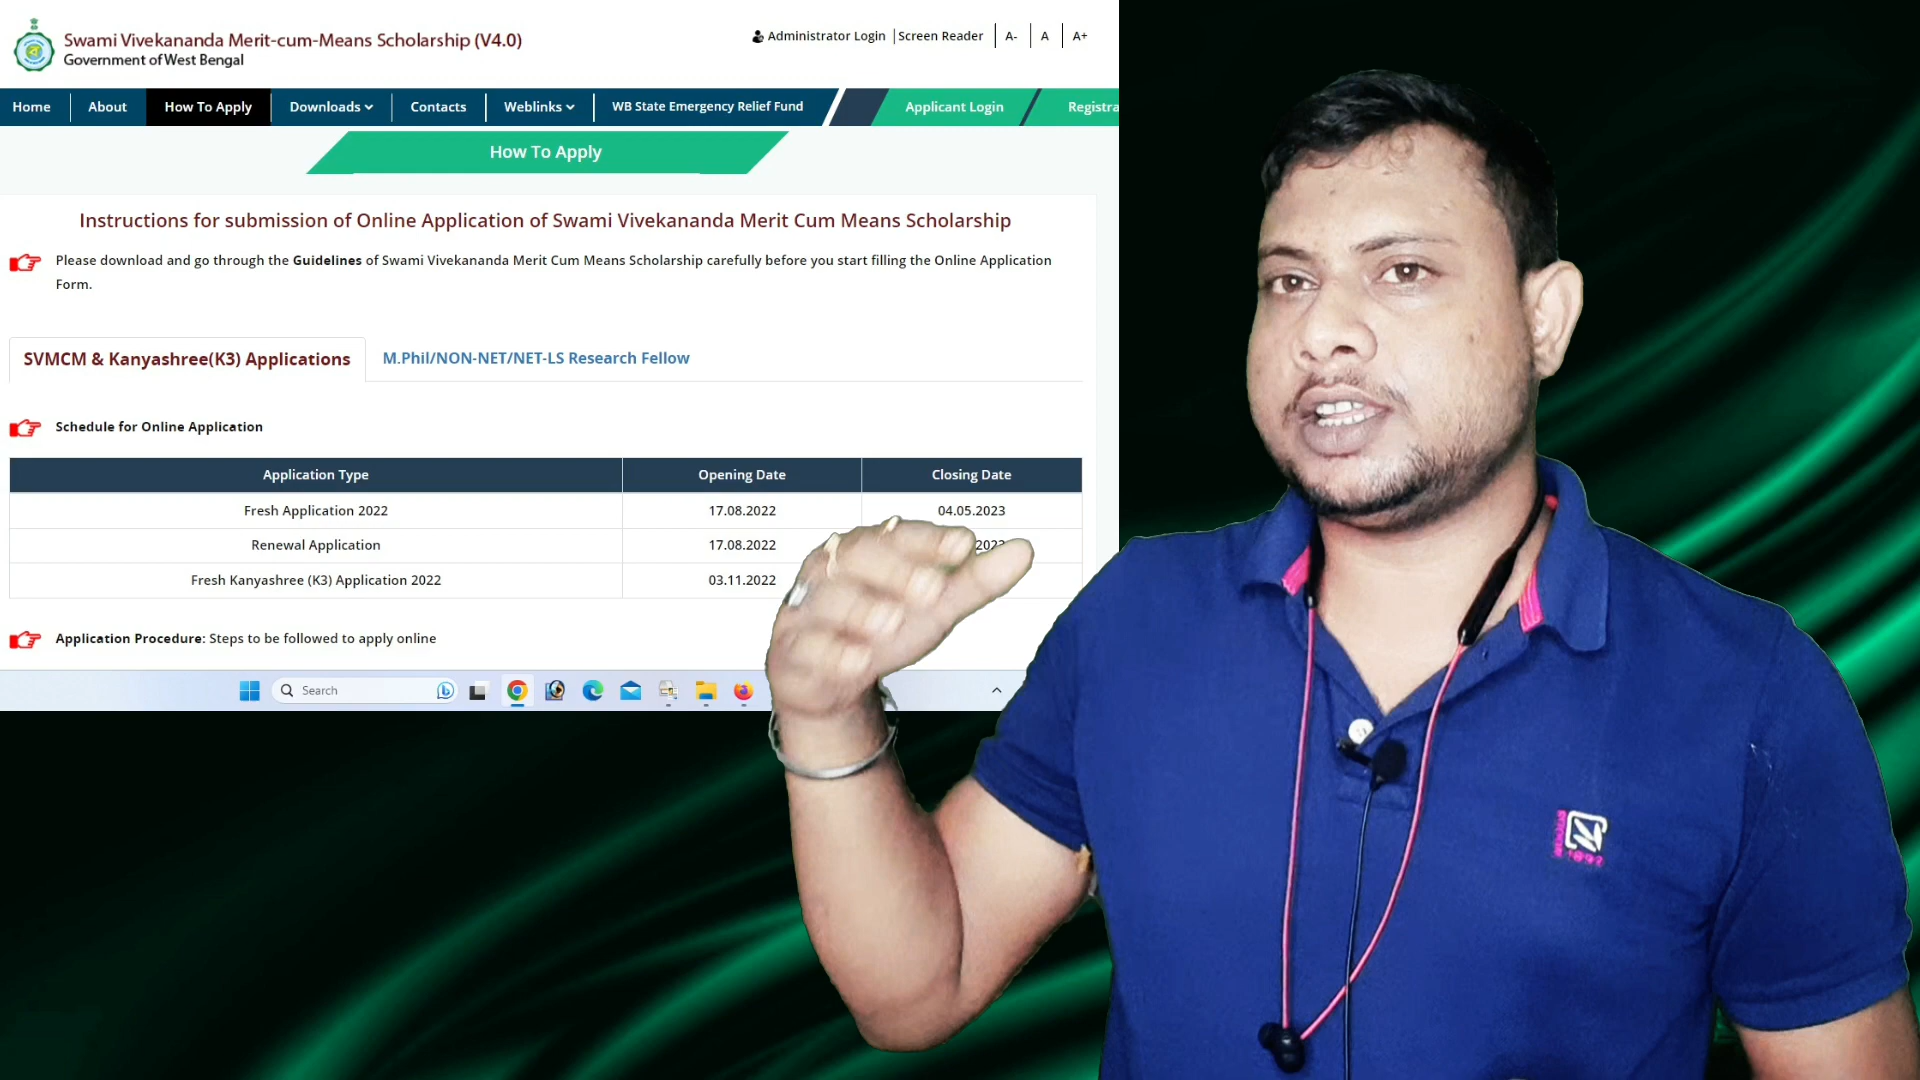 Swami Vivekananda Merit-cum-Means Scholarship (V4.0)
Government of West Bengal
Administrator Login
Screen Reader
A-
A
A+
Home
About
How To Apply
Downloads
Contacts
Weblinks
WB State Emergency Relief Fund
Applicant Login
Registra
How To Apply
Instructions for submission of Online Application of Swami Vivekananda Merit Cum Means Scholarship
Please download and go through the Guidelines of Swami Vivekananda Merit Cum Means Scholarship carefully before you start filling the Online Application
Form.
SVMCM & Kanyashree(K3) Applications
M.Phil/NON-NET/NET-LS Research Fellow
Schedule for Online Application
Application Type Opening Date Closing Date
Fresh Application 2022 17.08.2022 04.05.2023
Renewal Application 17.08.2022
Fresh Kanyashree (K3) Application 2022 03.11.2022
Application Procedure: Steps to be followed to apply online
Search